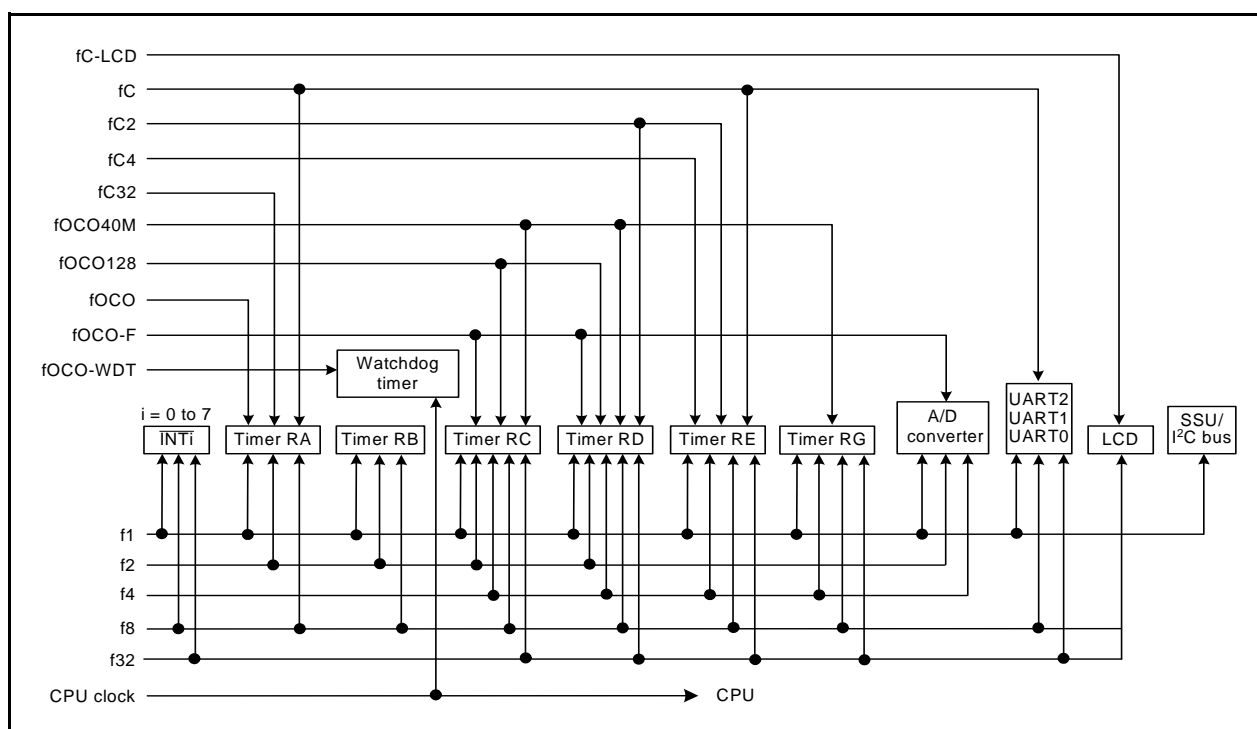 fC-LCD
fC
fC2
fC4
fC32
fOCO40M
fOCO128
fOCO
fOCO-F
fOCO-WDT
Watchdog
timer
i = 0 to 7
INTi
Timer RA
Timer RB
Timer RC
Timer RD
Timer RE
Timer RG
A/D
converter
UART2
UART1
UART0
LCD
SSU/
I²C bus
f1
f2
f4
f8
f32
CPU clock
CPU